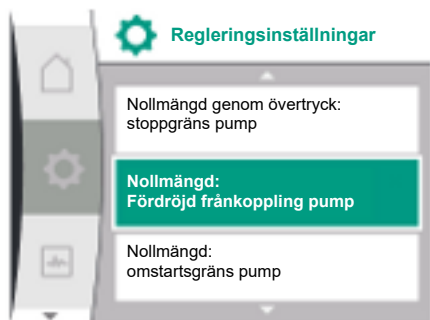 Regleringsinställningar
Nollmängd genom övertryck:
stoppgräns pump
Nollmängd:
Fördröjd frånkoppling pump
Nollmängd:
omstartsgräns pump